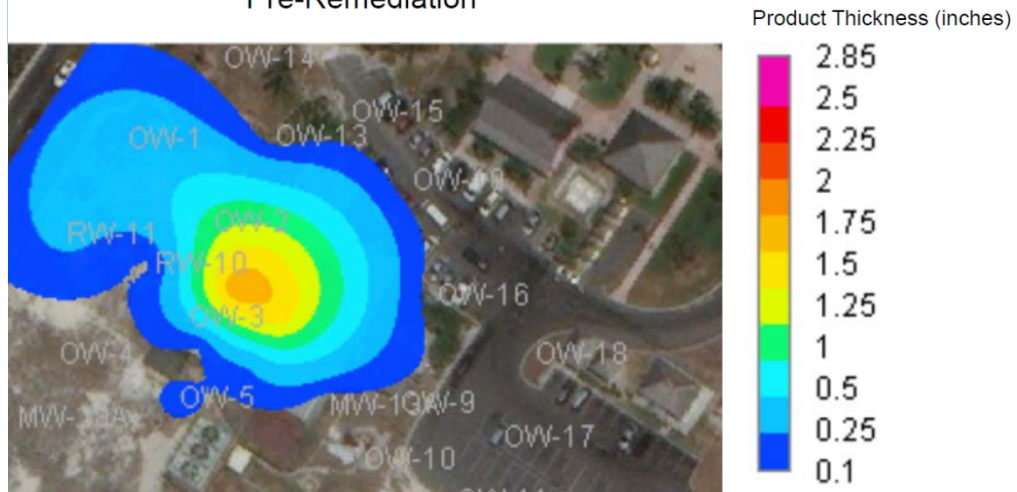 Pre-Remediation
Product Thickness (inches)
OW-14
OW-15
OW-1
OW-13
OW-2
RW-11
RW-10
OW-16
OW-3
OW-4
OW-18
OW-5
OW-9
OW-17
OW-10
2.85
2.5
2.25
2
1.75
1.5
1.25
1
0.5
0.25
0.1